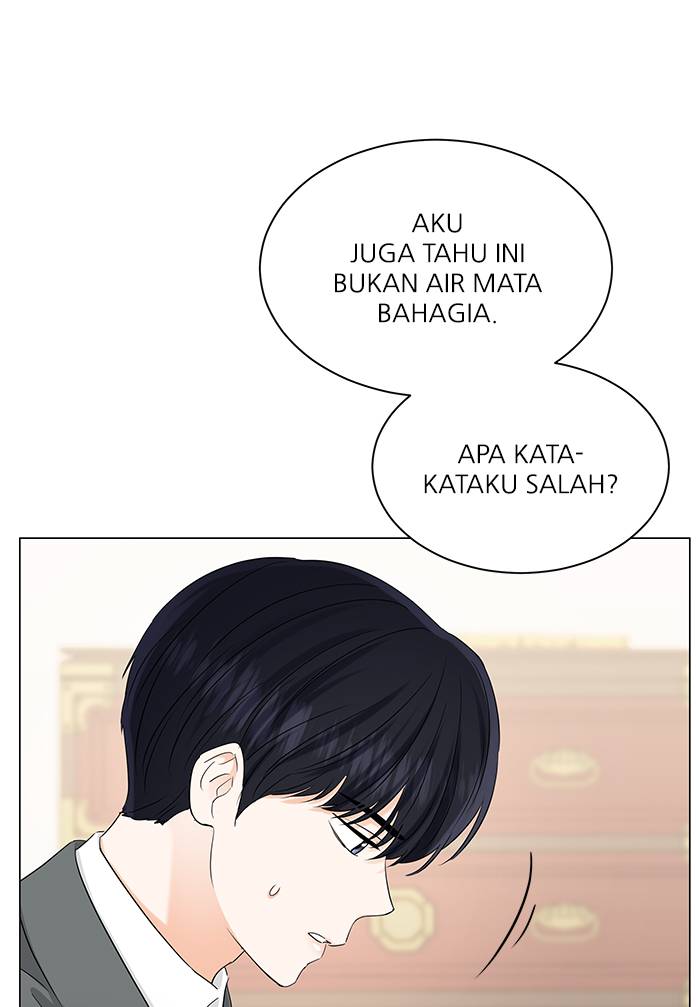 AKU
JUGA TAHU INI
BUKAN AIR MATA
BAHAGIA.
APA KATA-
KATAKU SALAH?